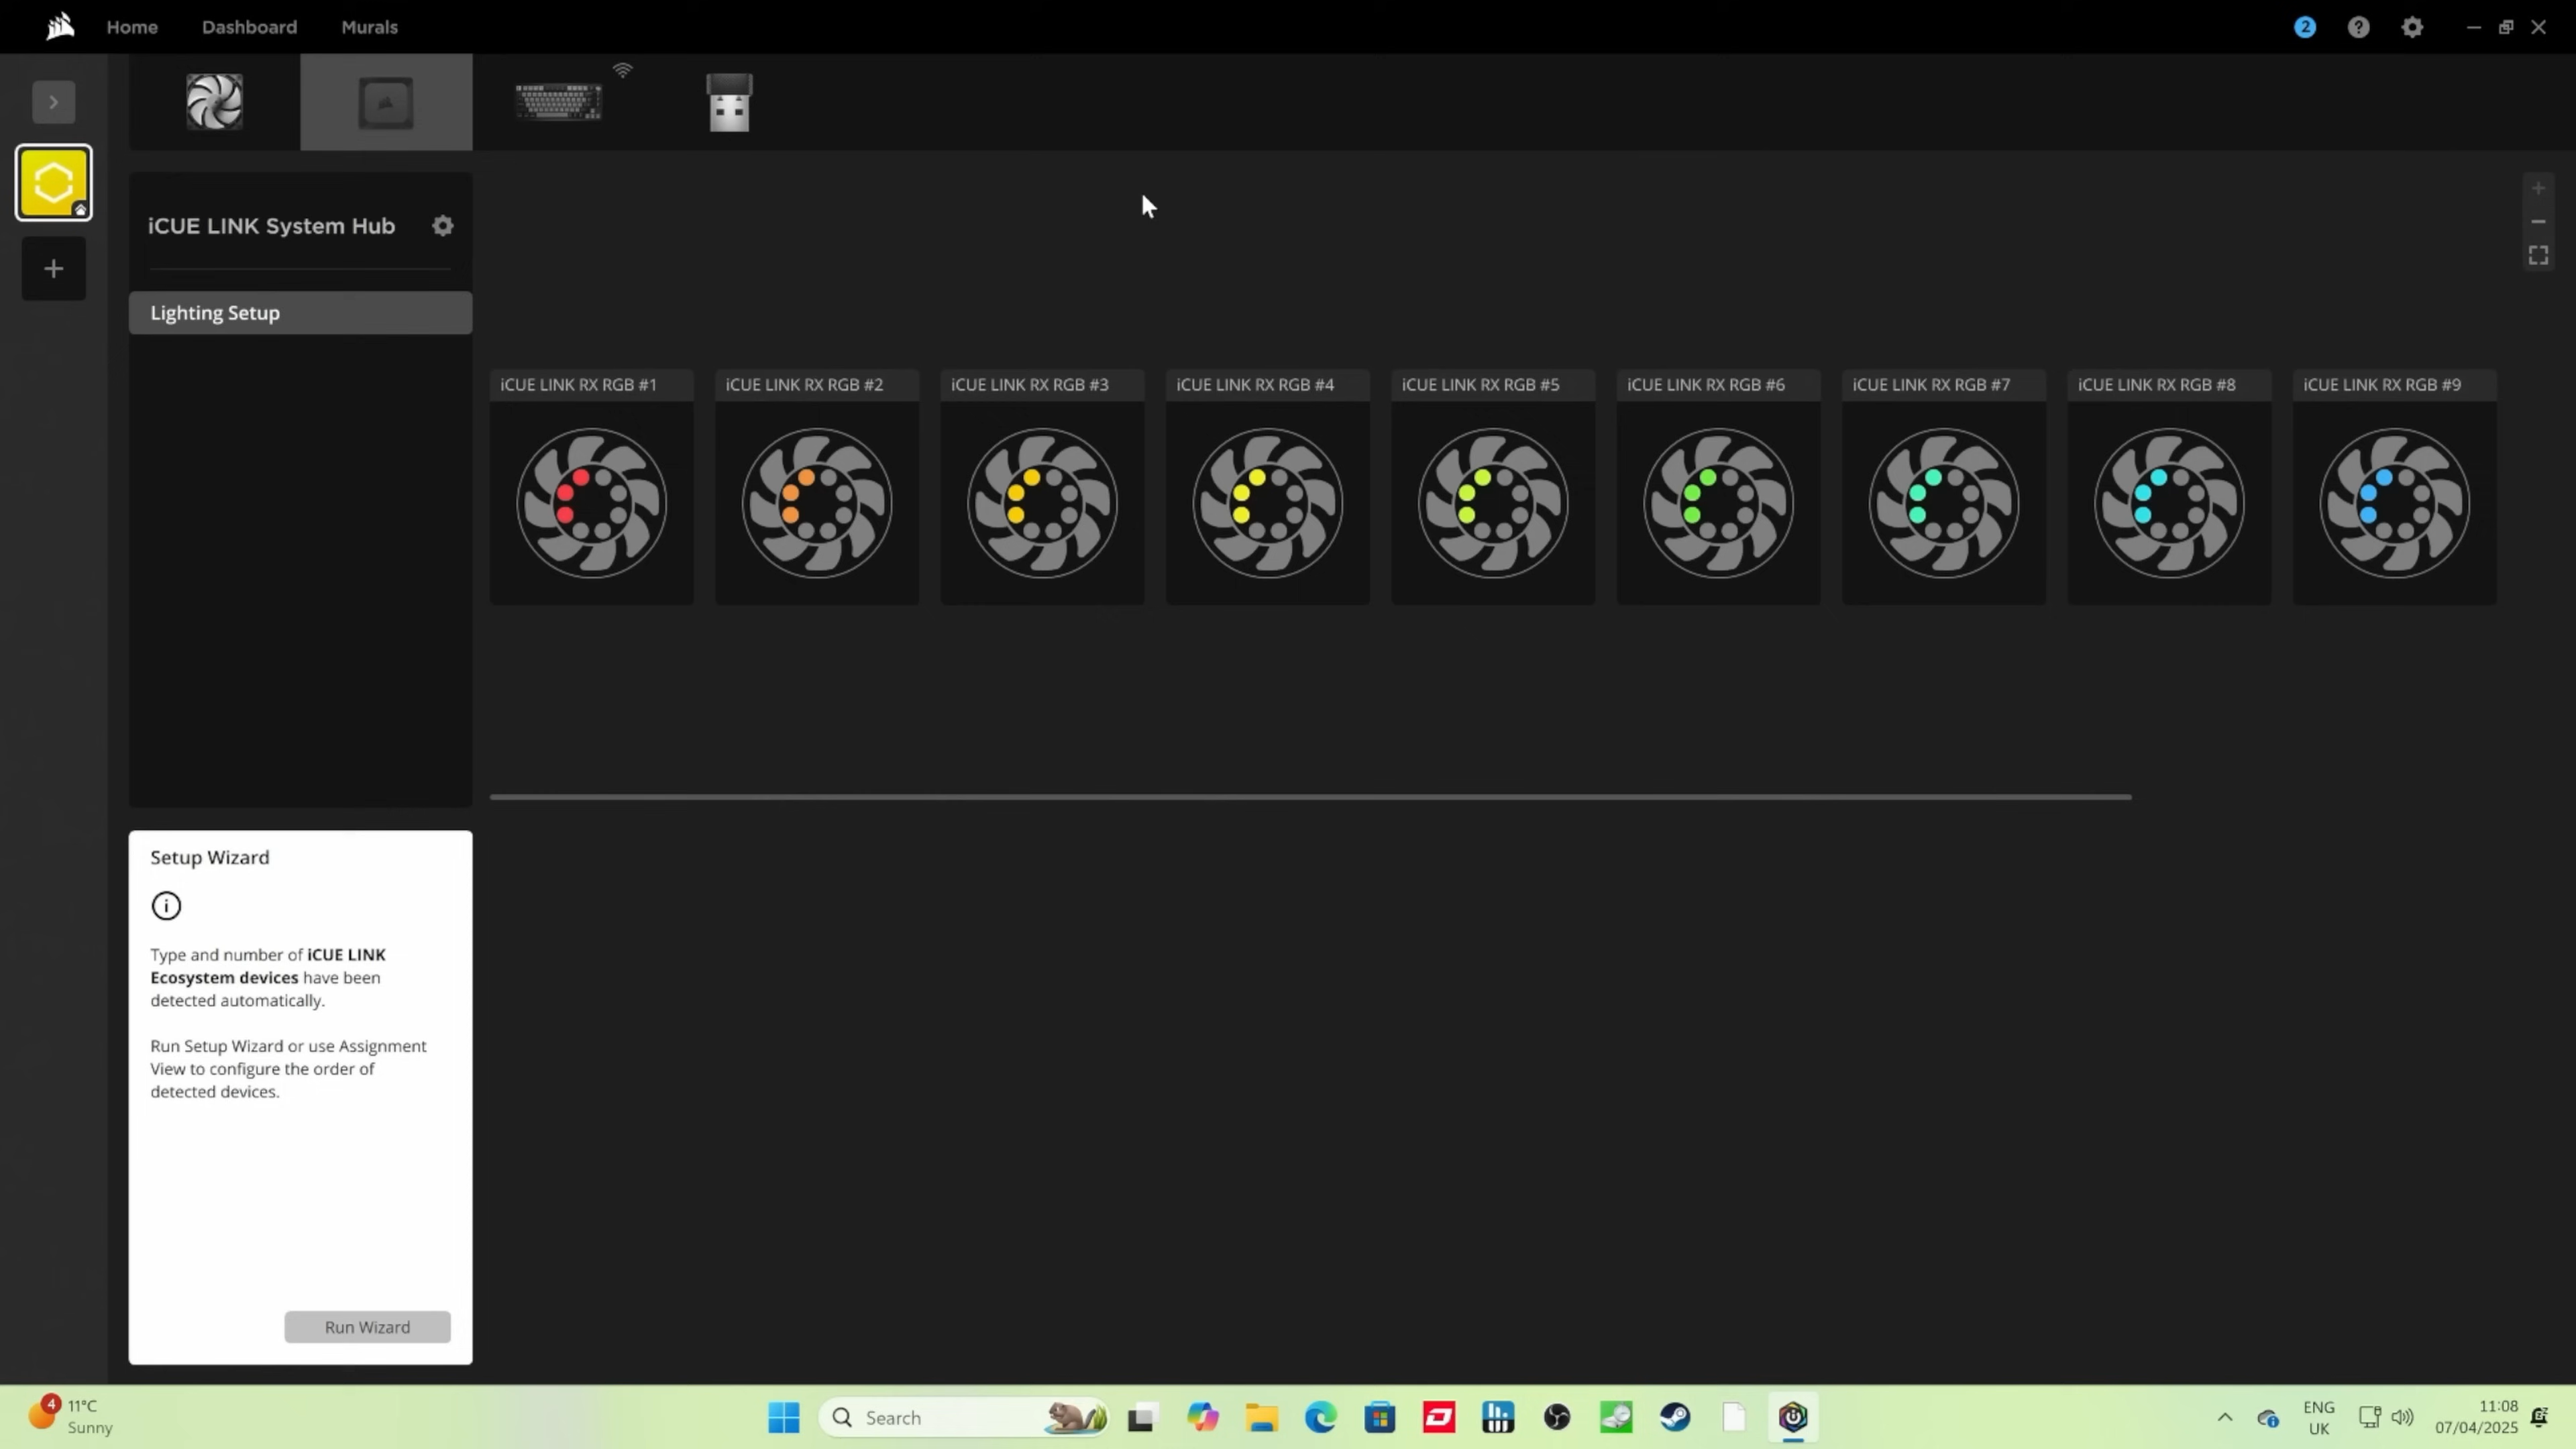 Home Dashboard Murals 2
iCUE LINK System Hub
Lighting Setup
iCUE LINK RX RGB #1 iCUE LINK RX RGB #2 iCUE LINK RX RGB #3 iCUE LINK RX RGB #4 iCUE LINK RX RGB #5 iCUE LINK RX RGB #6 iCUE LINK RX RGB #7 iCUE LINK RX RGB #8 iCUE LINK RX RGB #9
Setup Wizard
Type and number of iCUE LINK
Ecosystem devices have been
detected automatically.
Run Setup Wizard or use Assignment
View to configure the order of
detected devices.
Run Wizard
4 11°C
Sunny
Search
ENG
UK
11:08
07/04/2025